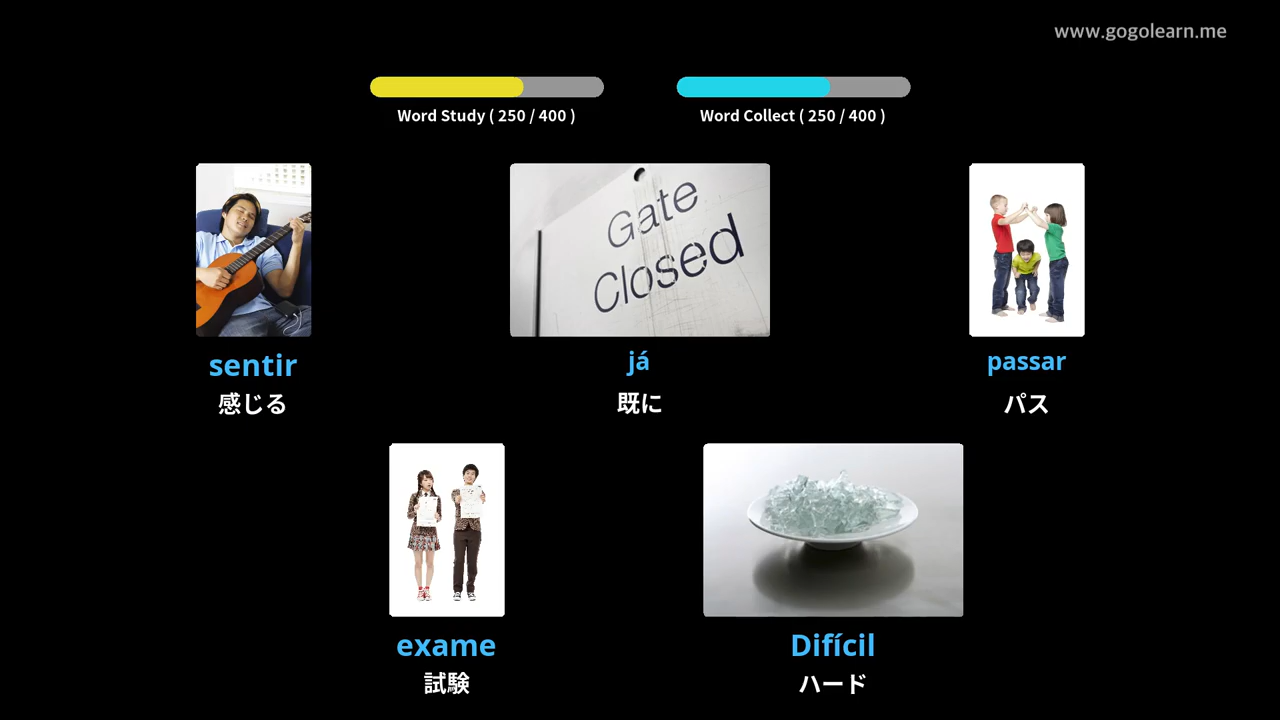 www.gogolearn.me
Word Study ( 250 / 400 )
Word Collect ( 250 / 400 )
Gate
Closed
sentir
感じる
já
既に
passar
パス
exame
試験
Difícil
ハード